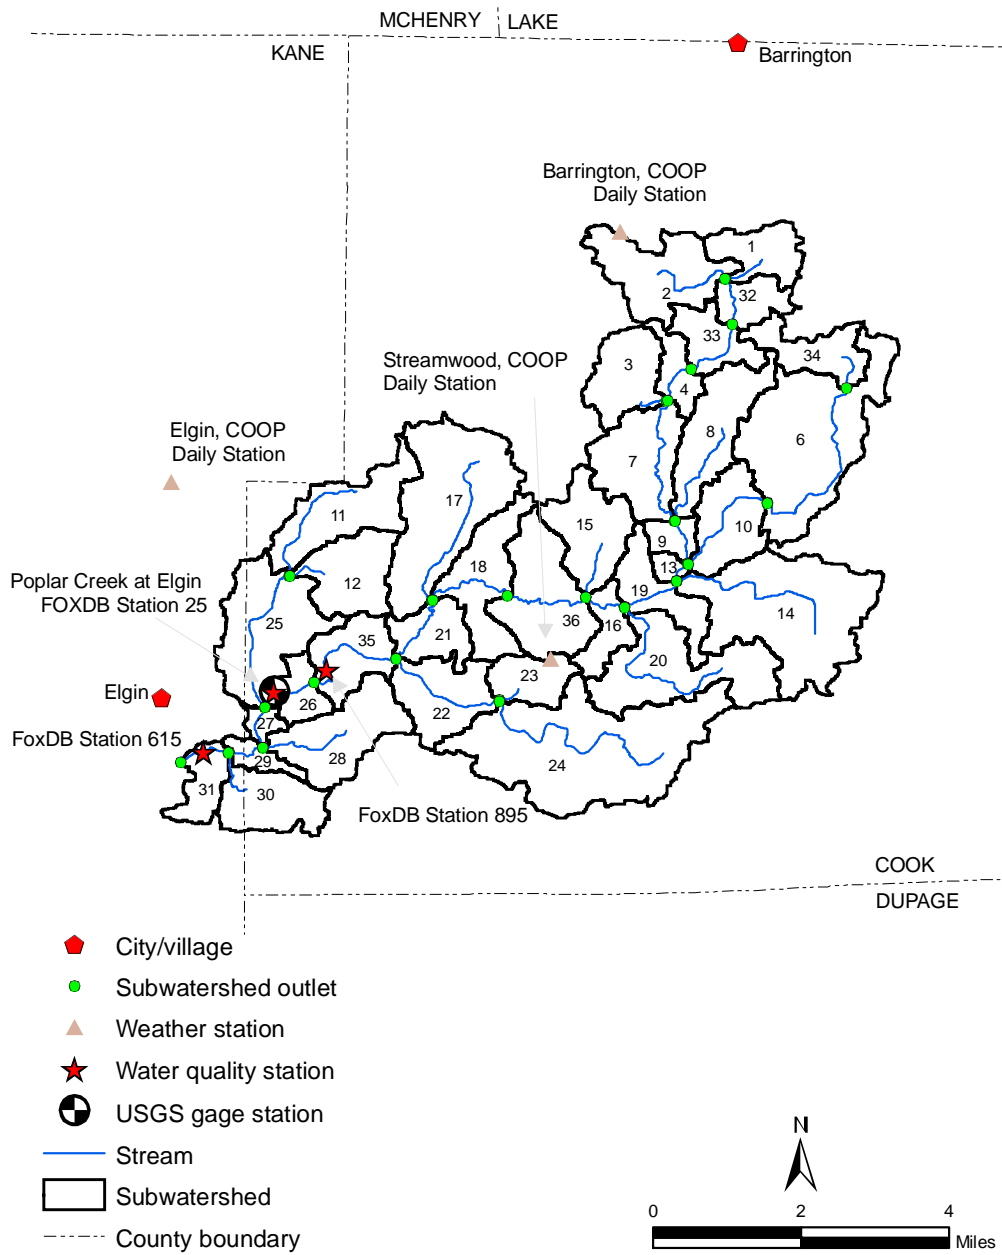 MCHENRY
LAKE
KANE
Barrington
Barrington, COOP
Daily Station
1
2
32
33
34
3
4
Streamwood, COOP
Daily Station
8
6
7
Elgin, COOP
Daily Station
17
11
15
10
9
18
13
12
19
14
Poplar Creek at Elgin
FOXDB Station 25
25
35
21
36
16
20
23
Elgin
26
22
27
FoxDB Station 615
29
28
24
31
30
FoxDB Station 895
COOK
DUPAGE
City/village
Subwatershed outlet
Weather station
Water quality station
USGS gage station
Stream
Subwatershed
County boundary
N
0 2 4
Miles